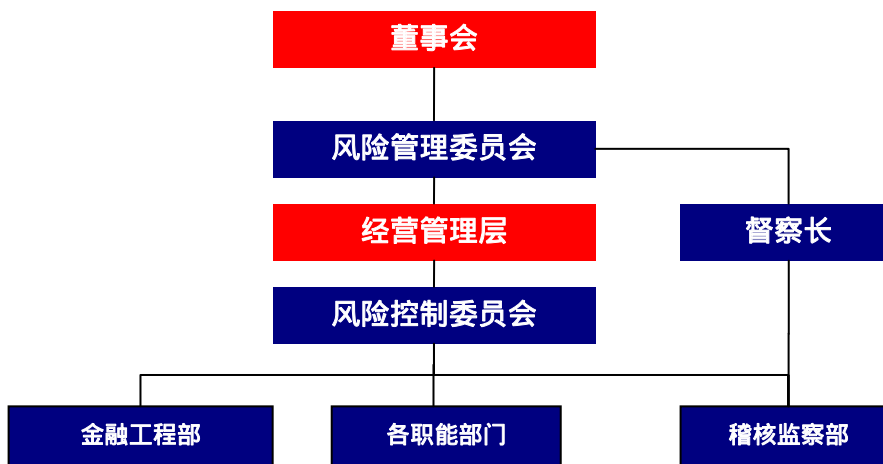 董事会
风险管理委员会
经营管理层
督察长
风险控制委员会
金融工程部
各职能部门
稽核监察部